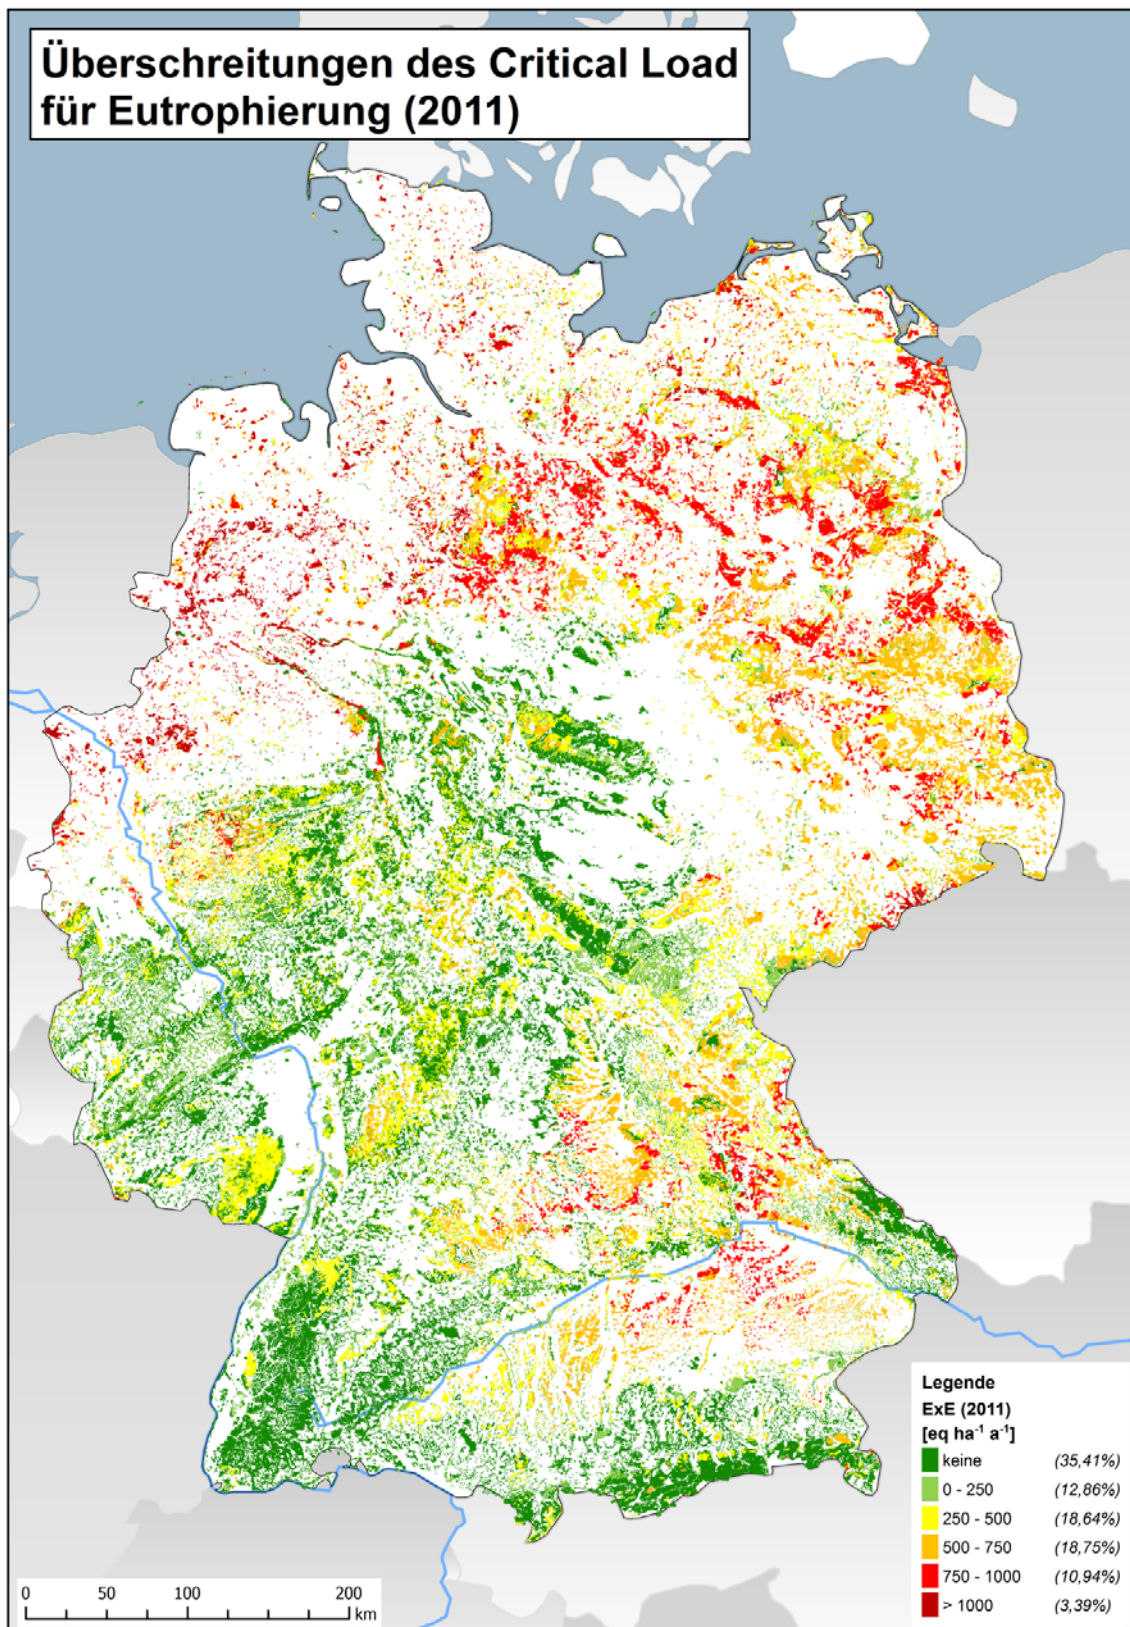 Überschreitungen des Critical Load
für Eutrophierung (2011)
Legende
ExE (2011)
[eq ha⁻¹ a⁻¹]
keine (35,41%)
0 - 250 (12,86%)
250 - 500 (18,64%)
500 - 750 (18,75%)
750 - 1000 (10,94%)
> 1000 (3,39%)
0 50 100 200
km